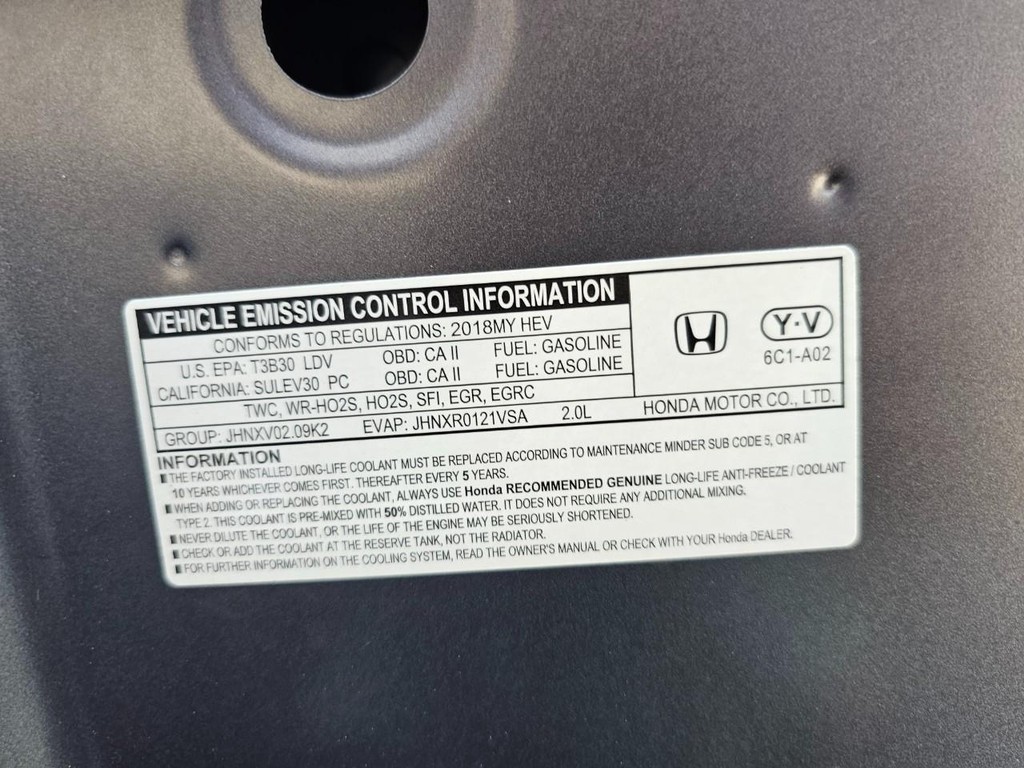 VEHICLE EMISSION CONTROL INFORMATION
CONFORMS TO REGULATIONS: 2018MY HEV
U.S. EPA: T3B30 LDV OBD: CA II FUEL: GASOLINE
CALIFORNIA: SULEV30 PC OBD: CA II FUEL: GASOLINE
TWC, WR-HO2S, HO2S, SFI, EGR, EGRC
GROUP: JHNXV02.09K2 EVAP: JHNXR0121VSA 2.0L
Y·V
6C1-A02
HONDA MOTOR CO., LTD.
INFORMATION
THE FACTORY INSTALLED LONG-LIFE COOLANT MUST BE REPLACED ACCORDING TO MAINTENANCE MINDER SUB CODE 5, OR AT
10 YEARS WHICHEVER COMES FIRST. THEREAFTER EVERY 5 YEARS.
WHEN ADDING OR REPLACING THE COOLANT, ALWAYS USE Honda RECOMMENDED GENUINE LONG-LIFE ANTI-FREEZE / COOLANT
TYPE 2. THIS COOLANT IS PRE-MIXED WITH 50% DISTILLED WATER. IT DOES NOT REQUIRE ANY ADDITIONAL MIXING.
NEVER DILUTE THE COOLANT, OR THE LIFE OF THE ENGINE MAY BE SERIOUSLY SHORTENED.
CHECK OR ADD THE COOLANT AT THE RESERVE TANK, NOT THE RADIATOR.
FOR FURTHER INFORMATION ON THE COOLING SYSTEM, READ THE OWNER'S MANUAL OR CHECK WITH YOUR Honda DEALER.